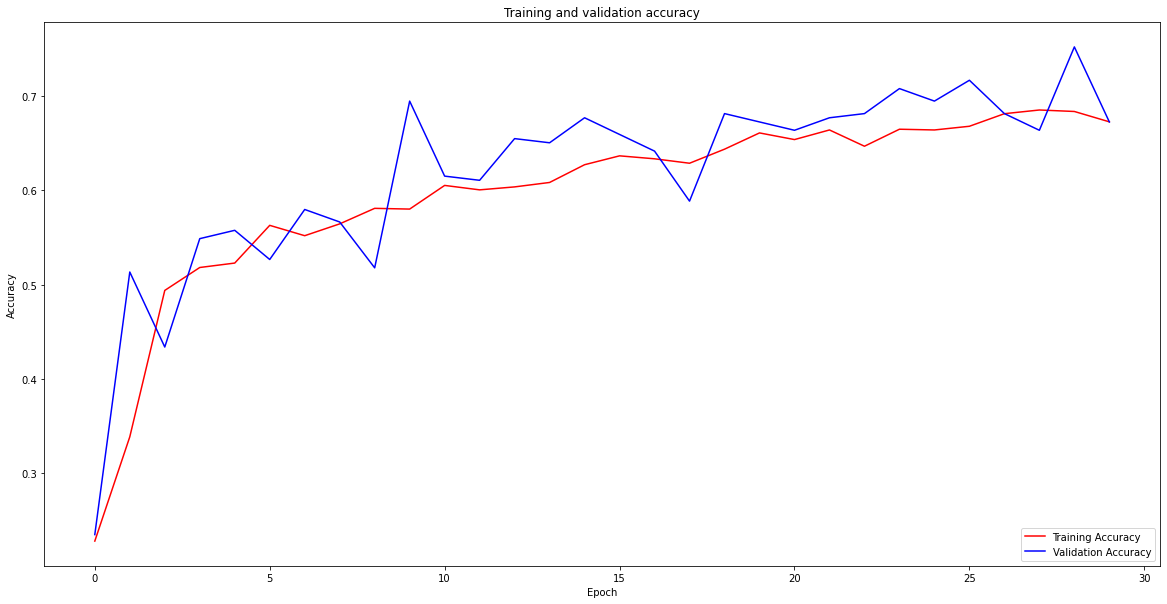 Training and validation accuracy
0.7
0.6
0.5
0.4
0.3
Accuracy
Training Accuracy
Validation Accuracy
0 5 10 15 20 25 30
Epoch